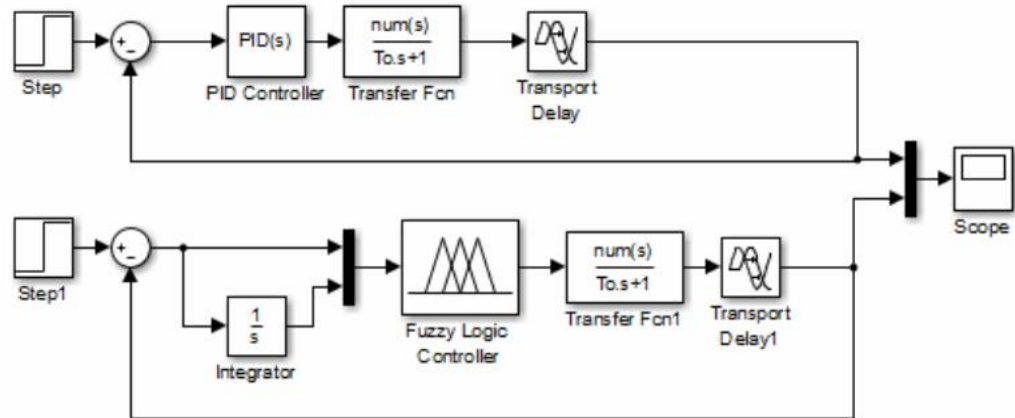 Step
+
-
PID(s)
PID Controller
num(s)
To.s+1
Transfer Fcn
Transport
Delay
Scope
Step1
+
-
1
s
Integrator
Fuzzy Logic
Controller
num(s)
To.s+1
Transfer Fcn1
Transport
Delay1